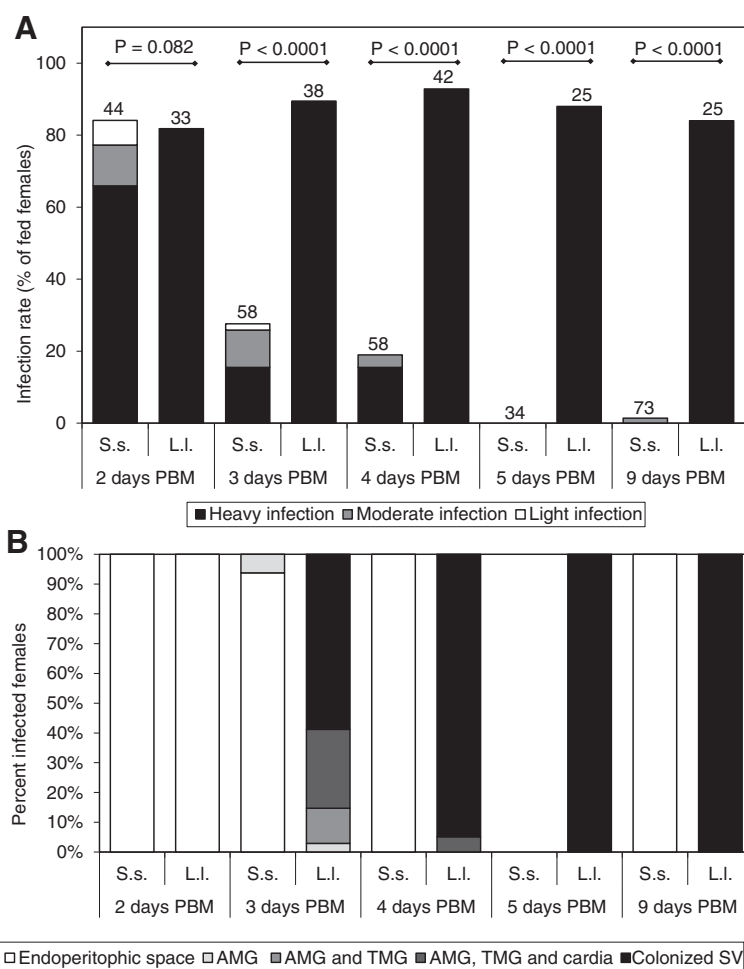 A
P = 0.082 P < 0.0001 P < 0.0001 P < 0.0001 P < 0.0001
Infection rate (% of fed females)
100
80
60
40
20
0
44 33 58 38 58 42 34 25 73 25
S.s. L.l. S.s. L.l. S.s. L.l. S.s. L.l. S.s. L.l.
2 days PBM 3 days PBM 4 days PBM 5 days PBM 9 days PBM
Heavy infection Moderate infection Light infection
B
Percent infected females
100%
90%
80%
70%
60%
50%
40%
30%
20%
10%
0%
S.s. L.l. S.s. L.l. S.s. L.l. S.s. L.l. S.s. L.l.
2 days PBM 3 days PBM 4 days PBM 5 days PBM 9 days PBM
Endoperitophic space AMG AMG and TMG AMG, TMG and cardia Colonized SV